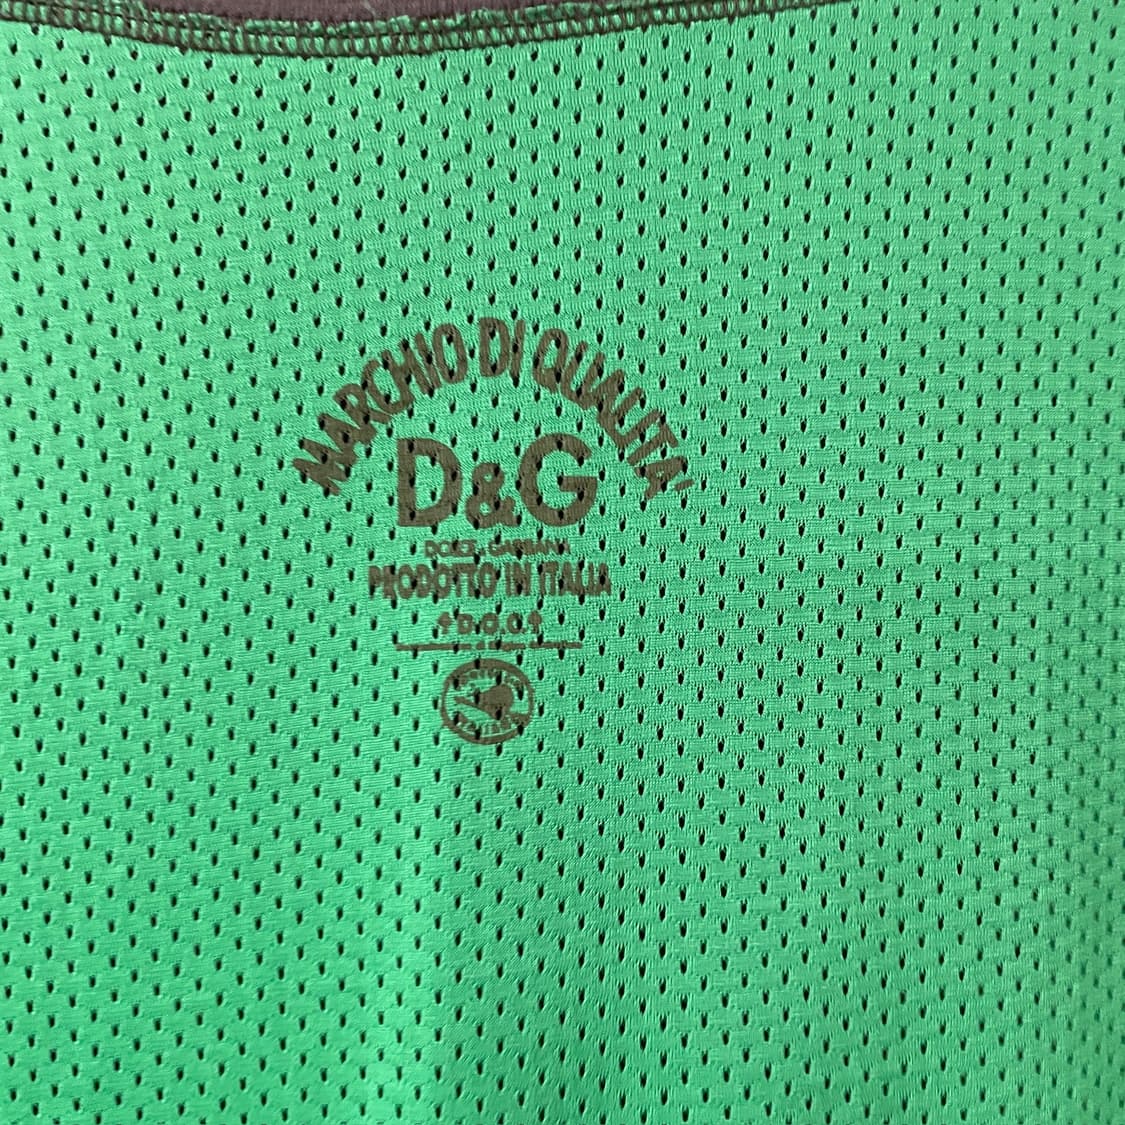 MARCHIO DI QUALITA'
D&G
DOLCE & GABBANA
PRODOTTO IN ITALIA